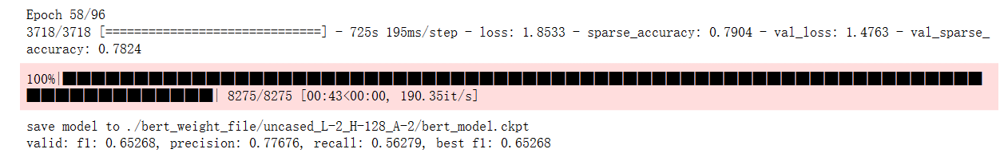 Epoch 58/96
3718/3718 [==============================] - 725s 195ms/step - loss: 1.8533 - sparse_accuracy: 0.7904 - val_loss: 1.4763 - val_sparse_
accuracy: 0.7824
100%|██████████████████████████████████████████████████████████████
█████████████| 8275/8275 [00:43<00:00, 190.35it/s]
save model to ./bert_weight_file/uncased_L-2_H-128_A-2/bert_model.ckpt
valid: f1: 0.65268, precision: 0.77676, recall: 0.56279, best f1: 0.65268